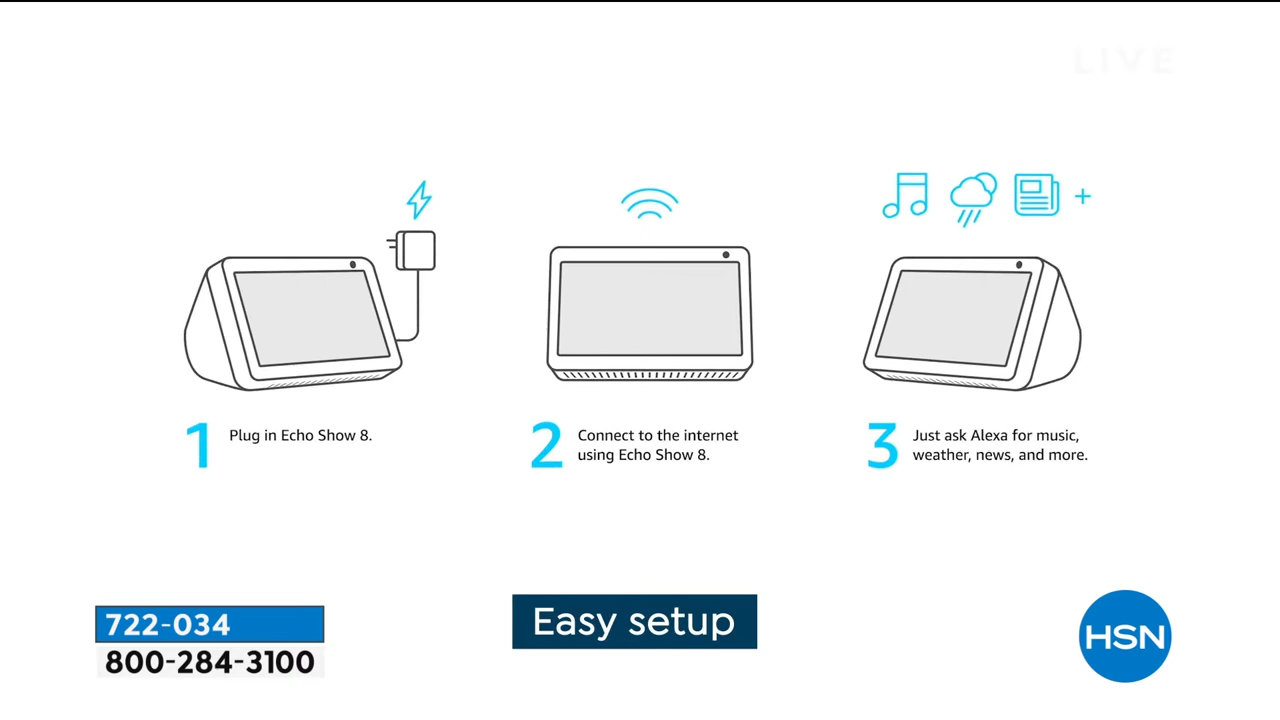 LIVE
+
1 Plug in Echo Show 8.
2 Connect to the internet
using Echo Show 8.
3 Just ask Alexa for music,
weather, news, and more.
722-034
800-284-3100
Easy setup
HSN